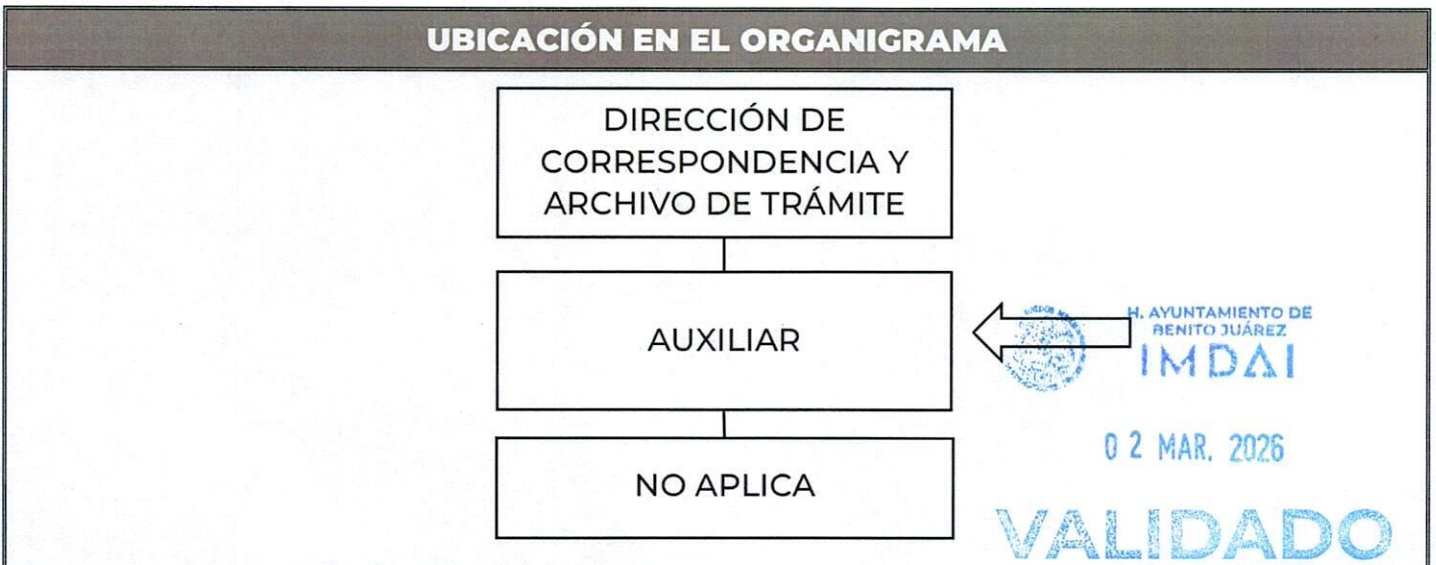 UBICACIÓN EN EL ORGANIGRAMA
DIRECCIÓN DE
CORRESPONDENCIA Y
ARCHIVO DE TRÁMITE
AUXILIAR
H. AYUNTAMIENTO DE
BENITO JUÁREZ
IMDAI
02 MAR. 2026
NO APLICA
VALIDADO